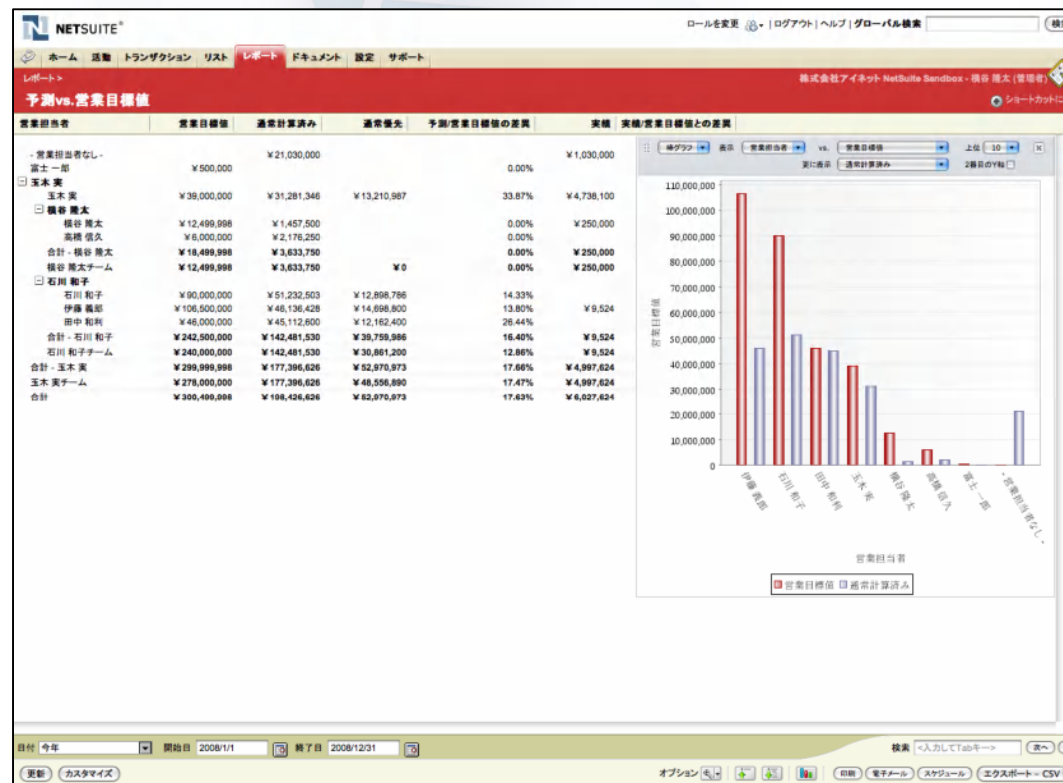 NETSUITE®
ロールを変更 | ログアウト | ヘルプ | グローバル検索
ホーム 活動 トランザクション リスト レポート ドキュメント 設定 サポート
レポート >
株式会社アイネット NetSuite Sandbox - 横谷 隆太 (管理者)
予測vs.営業目標値
ショートカットに
営業担当者 営業目標値 通常計算済み 通常優先 予測/営業目標値の差異 実績 実績/営業目標値との差異
棒グラフ 表示 営業担当者 vs. 営業目標値 上位 10
更に表示 通常計算済み 2番目のY軸
- 営業担当者なし - ¥21,030,000 ¥1,030,000
富士 一郎 ¥500,000 0.00%
玉木 実
玉木 実 ¥39,000,000 ¥31,281,346 ¥13,210,987 33.87% ¥4,738,100
横谷 隆太
横谷 隆太 ¥12,499,998 ¥1,457,500 0.00% ¥250,000
高橋 信久 ¥6,000,000 ¥2,176,250 0.00%
合計 - 横谷 隆太 ¥18,499,998 ¥3,633,750 0.00% ¥250,000
横谷 隆太チーム ¥12,499,998 ¥3,633,750 ¥0 0.00% ¥250,000
石川 和子
石川 和子 ¥90,000,000 ¥51,232,503 ¥12,898,786 14.33%
伊藤 義郎 ¥106,500,000 ¥46,136,428 ¥14,698,800 13.80% ¥9,524
田中 和利 ¥46,000,000 ¥45,112,600 ¥12,162,400 26.44%
合計 - 石川 和子 ¥242,500,000 ¥142,481,530 ¥39,759,986 16.40% ¥9,524
石川 和子チーム ¥240,000,000 ¥142,481,530 ¥30,861,200 12.86% ¥9,524
合計 - 玉木 実 ¥299,999,998 ¥177,396,626 ¥52,970,973 17.66% ¥4,997,624
玉木 実チーム ¥278,000,000 ¥177,396,626 ¥48,556,890 17.47% ¥4,997,624
合計 ¥300,499,998 ¥198,426,626 ¥52,970,973 17.63% ¥6,027,624
110,000,000
100,000,000
90,000,000
80,000,000
70,000,000
60,000,000
50,000,000
40,000,000
30,000,000
20,000,000
10,000,000
0
営業目標値
伊藤 義郎
石川 和子
田中 和利
玉木 実
横谷 隆太
高橋 信久
富士 一郎
- 営業担当者なし -
営業担当者
営業目標値 通常計算済み
日付 今年 開始日 2008/1/1 終了日 2008/12/31 検索 <入力してTabキー> 次へ
更新 カスタマイズ オプション 印刷 電子メール スケジュール エクスポート - CSV